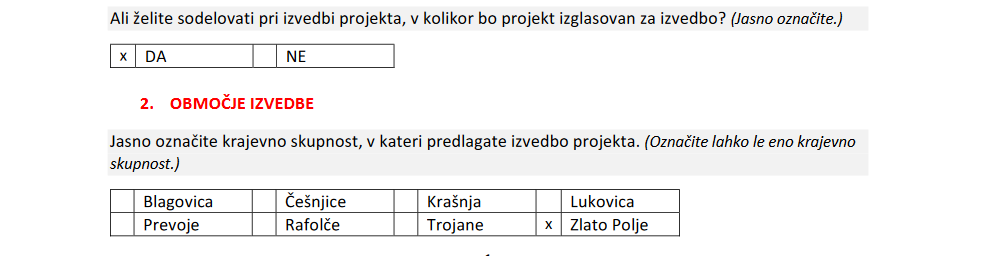 Ali želite sodelovati pri izvedbi projekta, v kolikor bo projekt izglasovan za izvedbo? (Jasno označite.)
x DA NE
2. OBMOČJE IZVEDBE
Jasno označite krajevno skupnost, v kateri predlagate izvedbo projekta. (Označite lahko le eno krajevno
skupnost.)
Blagovica Češnjice Krašnja Lukovica
Prevoje Rafolče Trojane x Zlato Polje